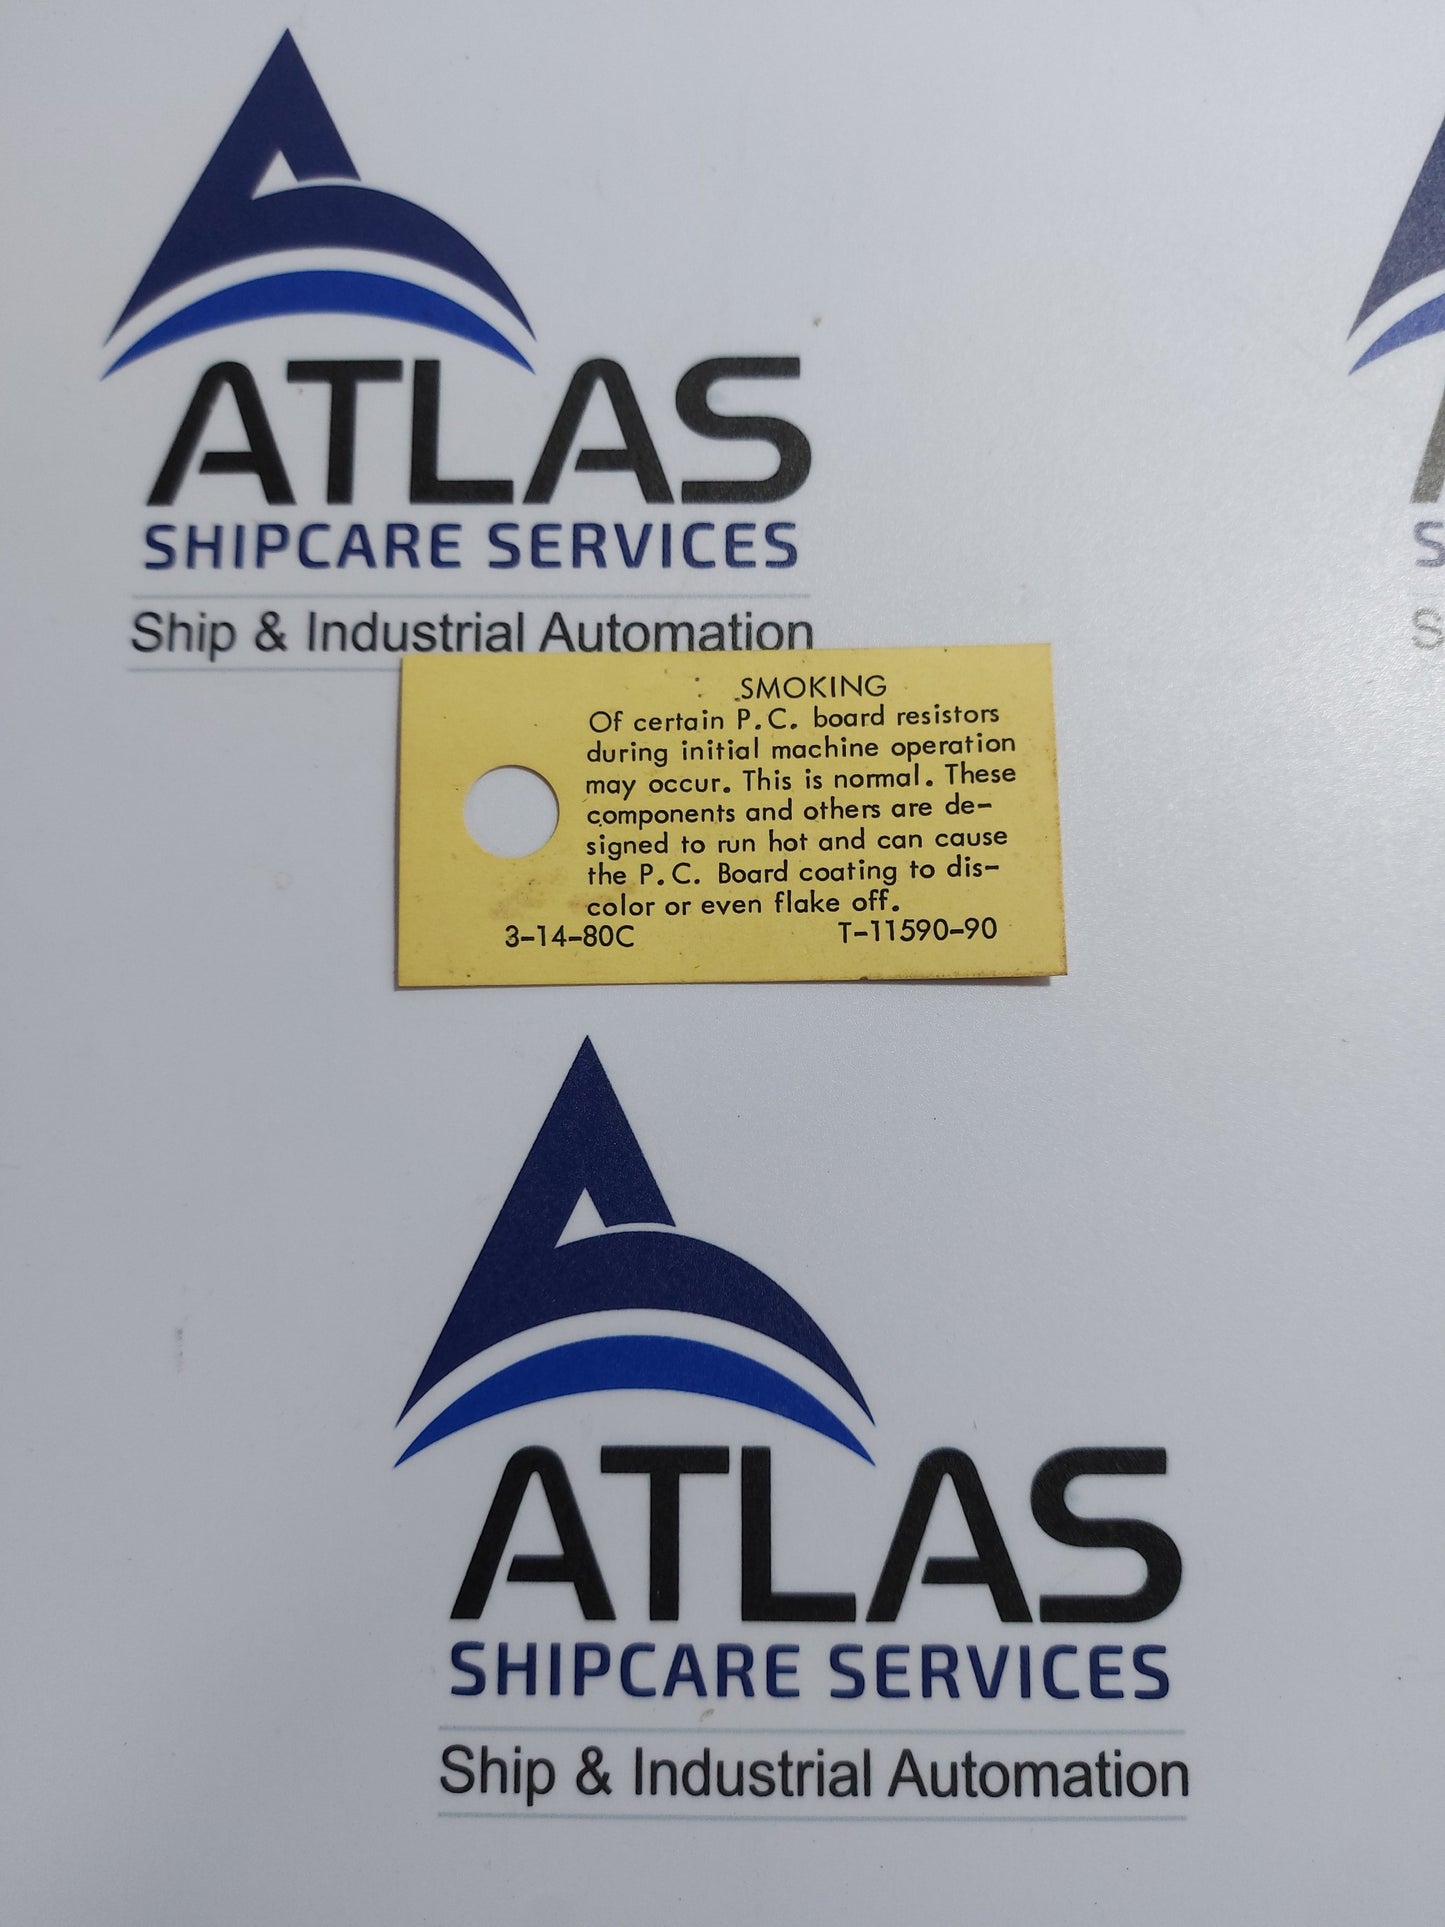 ATLAS
SHIPCARE SERVICES
Ship & Industrial Automation
SMOKING
Of certain P.C. board resistors
during initial machine operation
may occur. This is normal. These
components and others are de-
signed to run hot and can cause
the P.C. Board coating to dis-
color or even flake off.
3-14-80C T-11590-90
ATLAS
SHIPCARE SERVICES
Ship & Industrial Automation
S
S